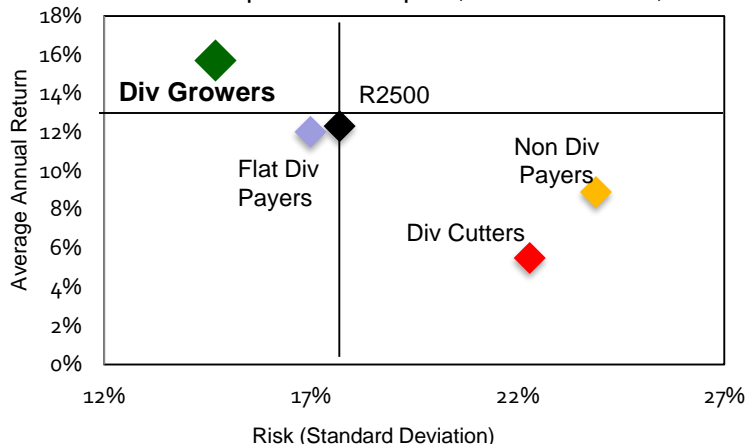 18%
16%
14%
12%
10%
8%
6%
4%
2%
0%
Average Annual Return
Div Growers
R2500
Flat Div
Payers
Non Div
Payers
Div Cutters
12%
17%
22%
27%
Risk (Standard Deviation)